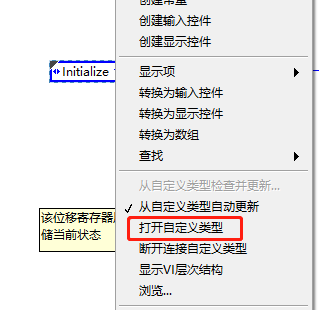 创建常量
创建输入控件
创建显示控件
Initialize
显示项
转换为输入控件
转换为显示控件
转换为数组
查找
从自定义类型检查并更新...
从自定义类型自动更新
该位移寄存器
储当前状态
打开自定义类型
断开连接自定义类型
显示VI层次结构
浏览...